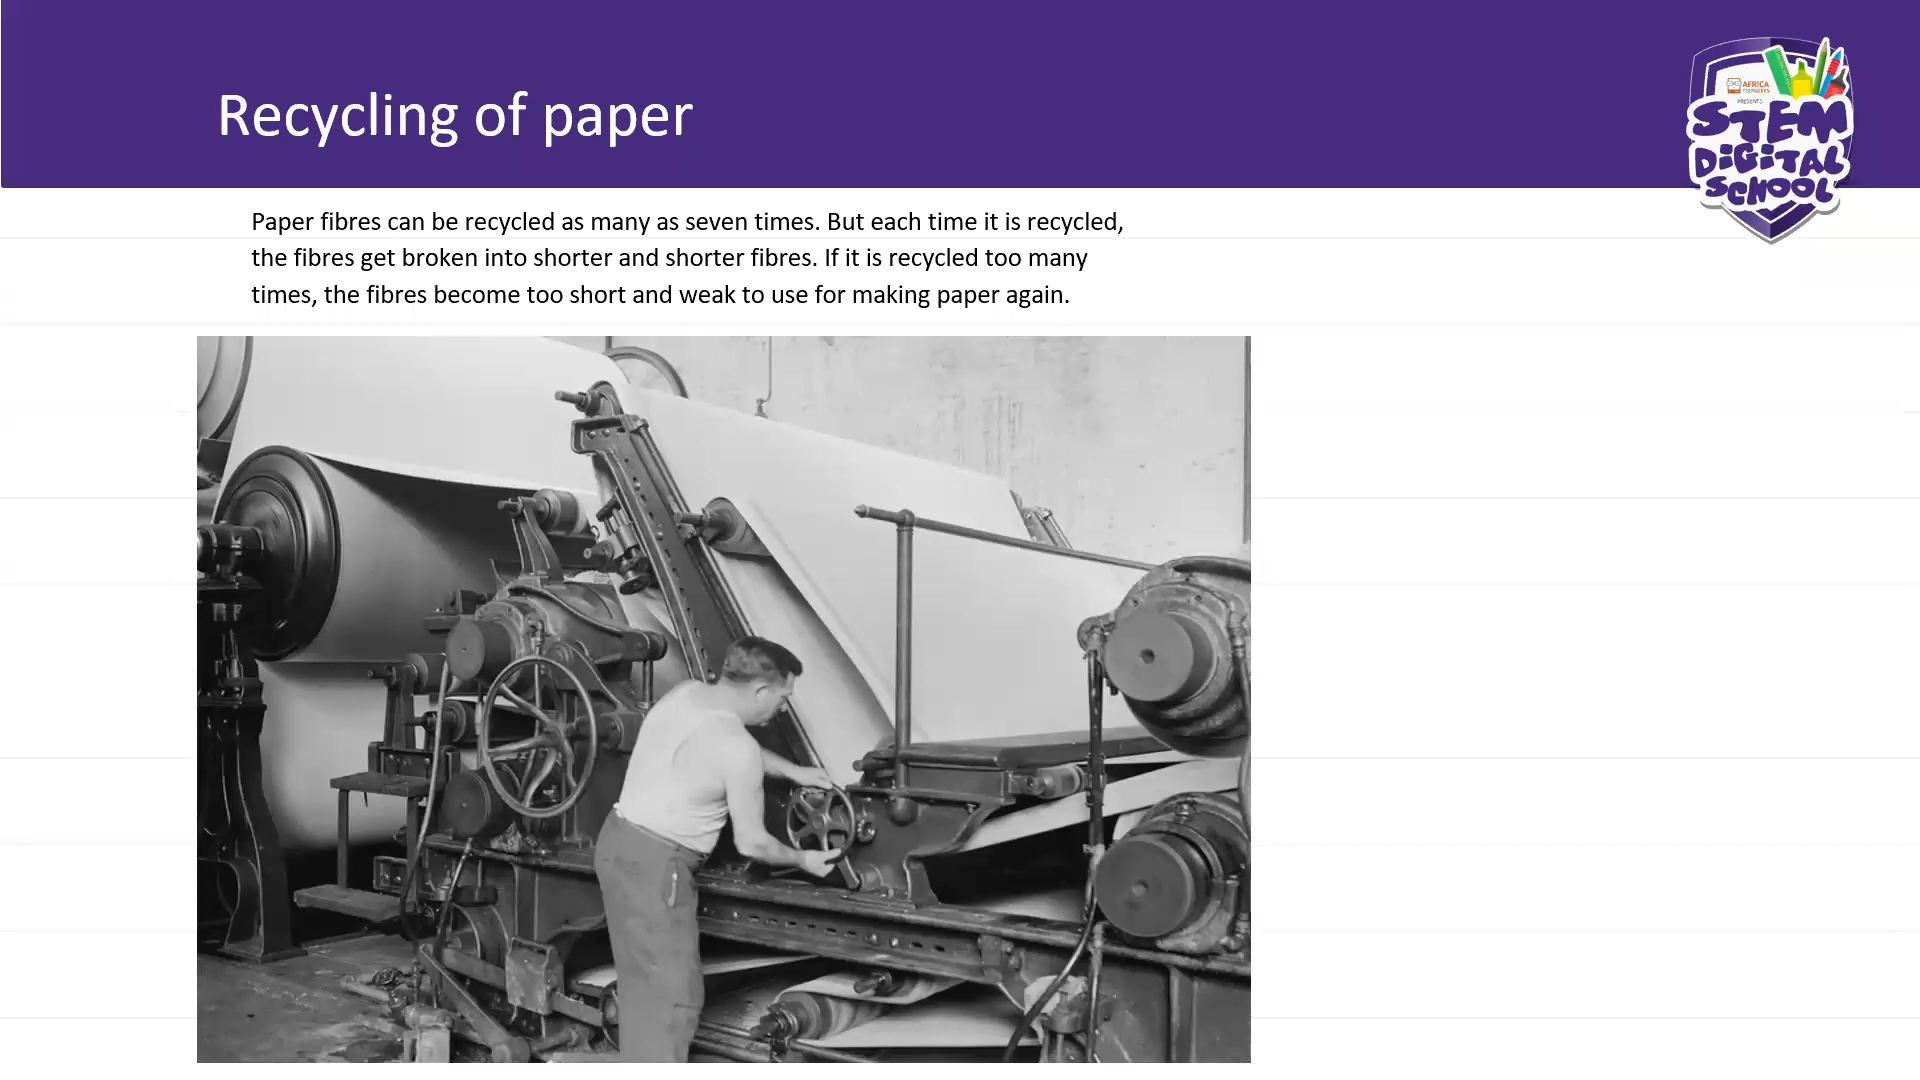 Recycling of paper
AFRICA
PRESENTS
STEM
DIGITAL
SCHOOL
Paper fibres can be recycled as many as seven times. But each time it is recycled,
the fibres get broken into shorter and shorter fibres. If it is recycled too many
times, the fibres become too short and weak to use for making paper again.